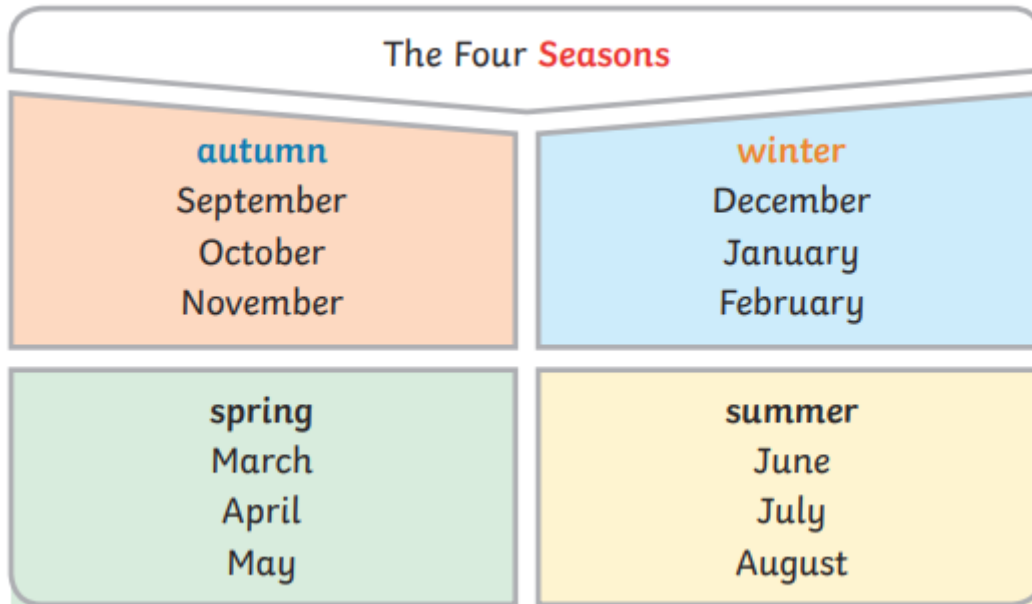 The Four Seasons
autumn
September
October
November
winter
December
January
February
spring
March
April
May
summer
June
July
August